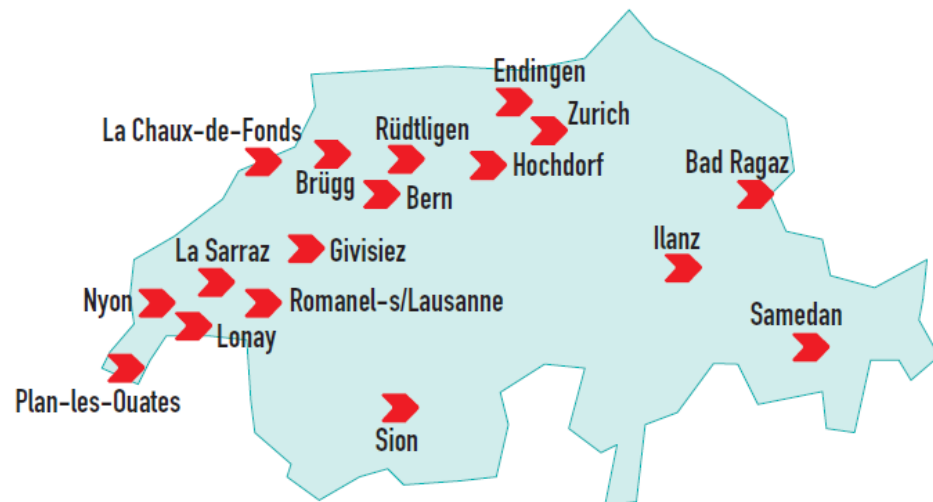 Endingen
Zurich
La Chaux-de-Fonds
Rüdtligen
Hochdorf
Brügg
Bern
Bad Ragaz
La Sarraz
Givisiez
Ilanz
Nyon
Romanel-s/Lausanne
Lonay
Samedan
Plan-les-Ouates
Sion